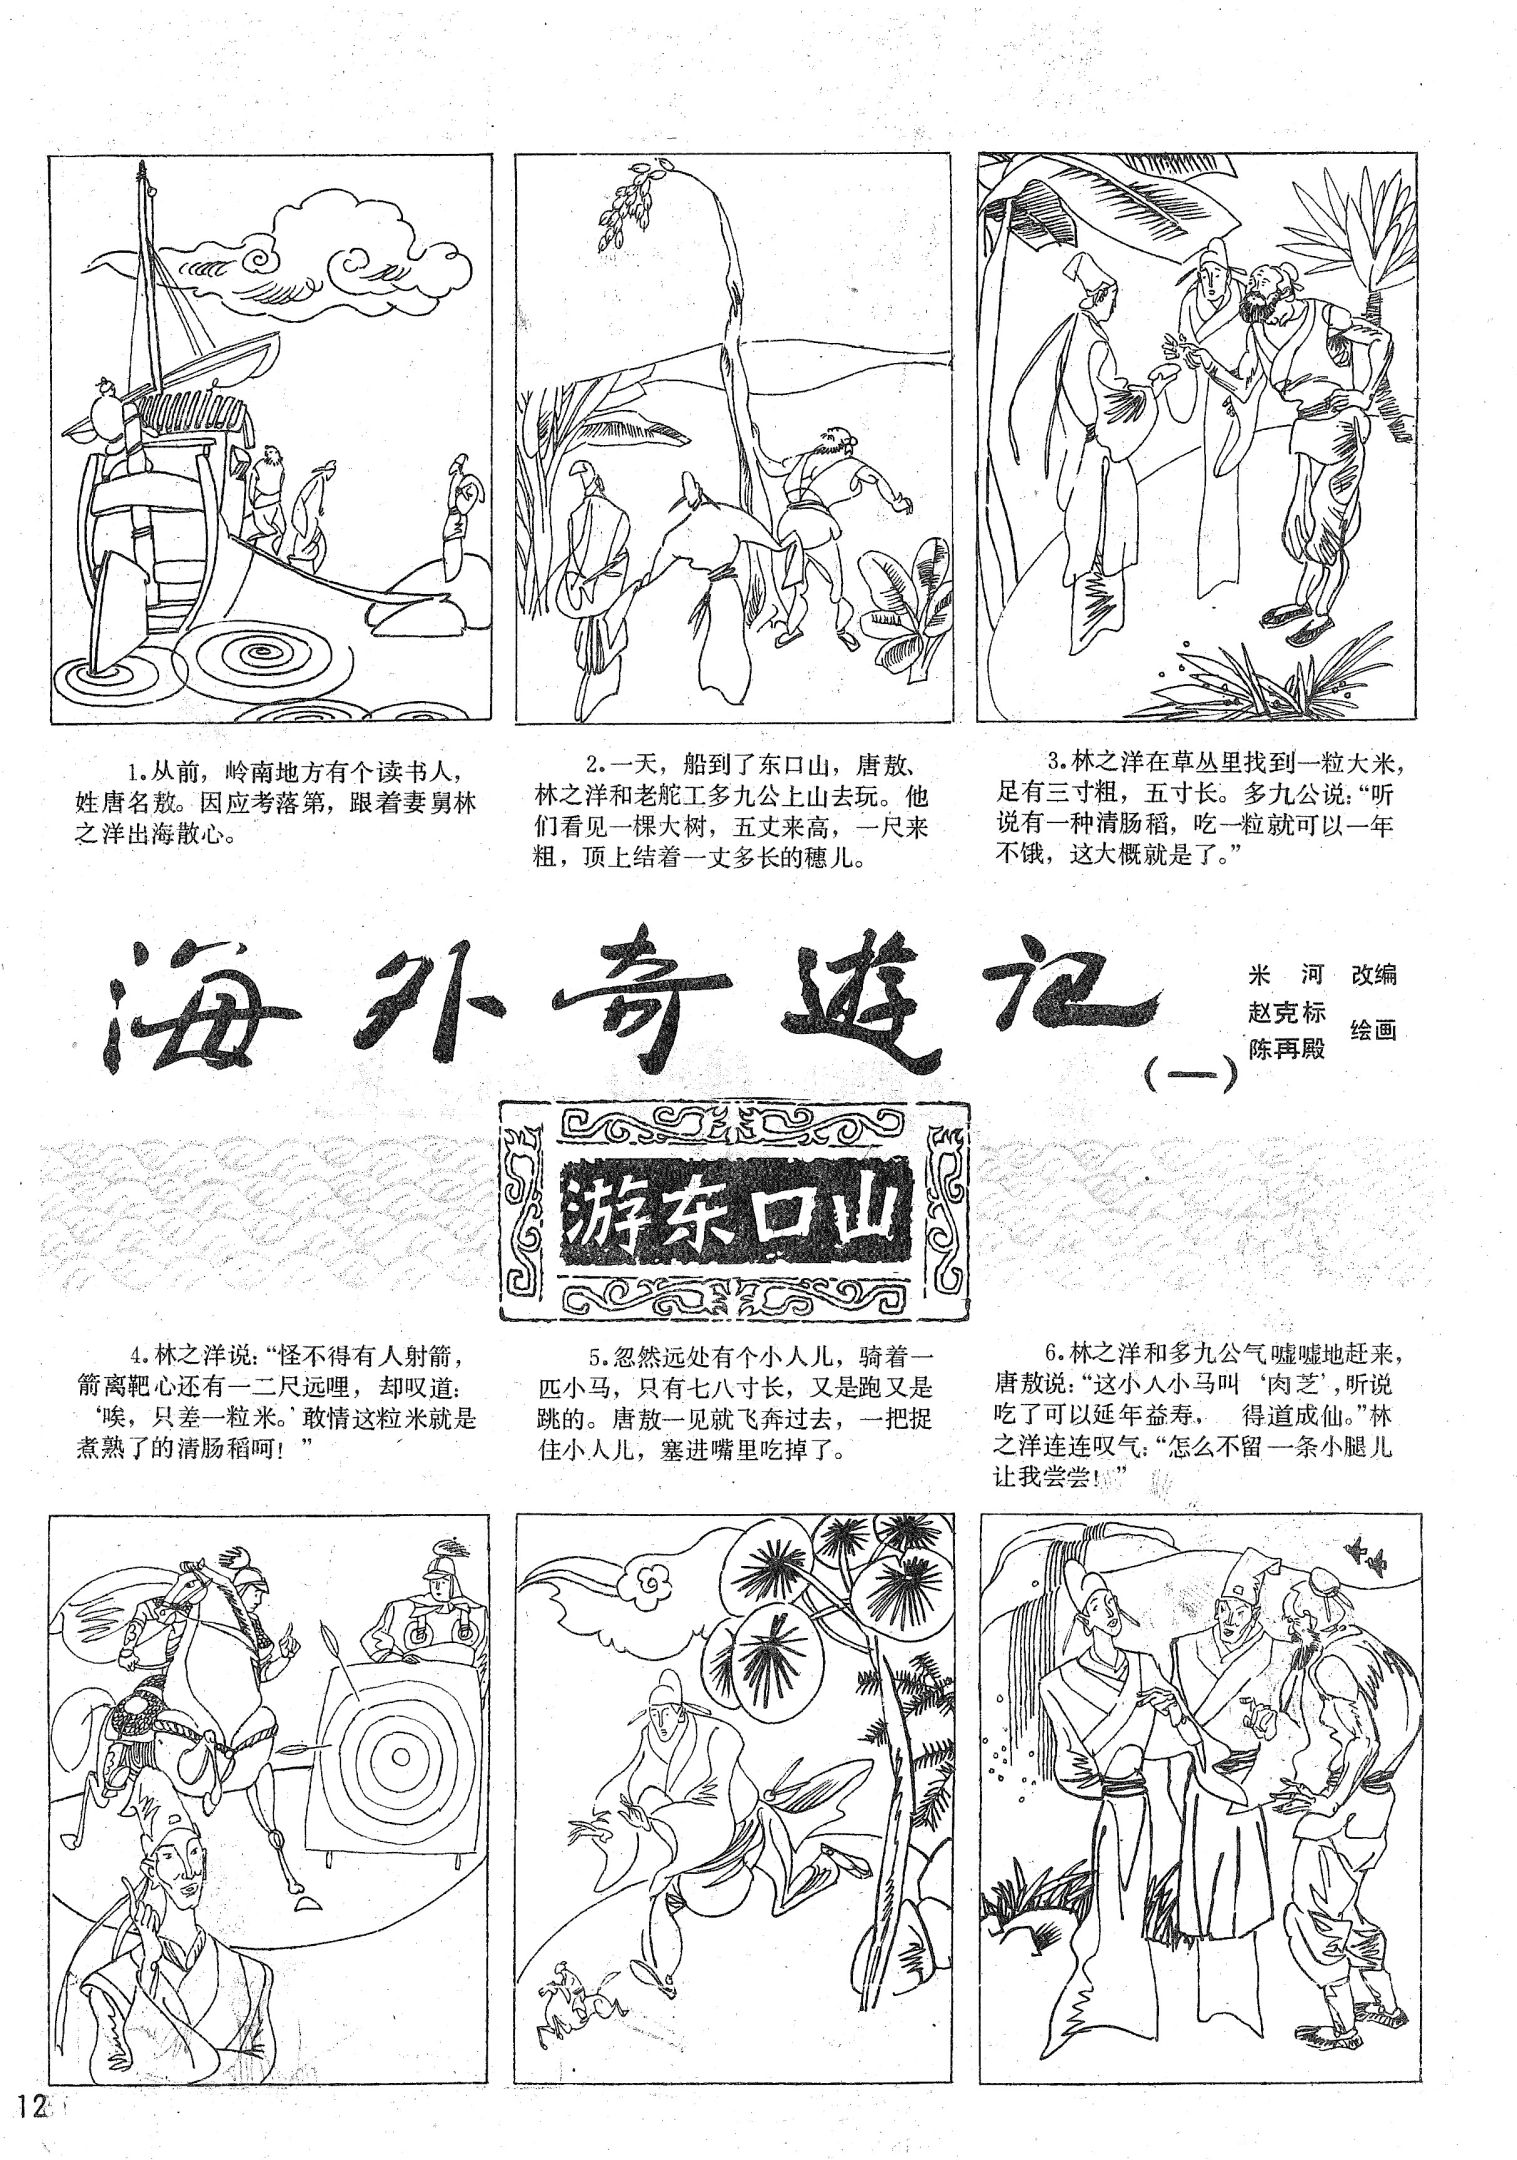 1.从前，岭南地方有个读书人，
姓唐名敖。因应考落第，跟着妻舅林
之洋出海散心。
2.一天，船到了东口山，唐敖、
林之洋和老舵工多九公上山去玩。他
们看见一棵大树，五丈来高，一尺来
粗，顶上结着一丈多长的穗儿。
3.林之洋在草丛里找到一粒大米，
足有三寸粗，五寸长。多九公说：“听
说有一种清肠稻，吃一粒就可以一年
不饿，这大概就是了。”
海外奇遊记
（一）
米河 改编
赵克标
陈再殿
绘画
游东口山
4.林之洋说：“怪不得有人射箭，
箭离靶心还有一二尺远哩，却叹道：
‘唉，只差一粒米。’敢情这粒米就是
煮熟了的清肠稻呵！”
5.忽然远处有个小人儿，骑着一
匹小马，只有七八寸长，又是跑又是
跳的。唐敖一见就飞奔过去，一把捉
住小人儿，塞进嘴里吃掉了。
6.林之洋和多九公气嘘嘘地赶来，
唐敖说：“这小人小马叫‘肉芝’，听说
吃了可以延年益寿， 得道成仙。”林
之洋连连叹气：“怎么不留一条小腿儿
让我尝尝！”
12